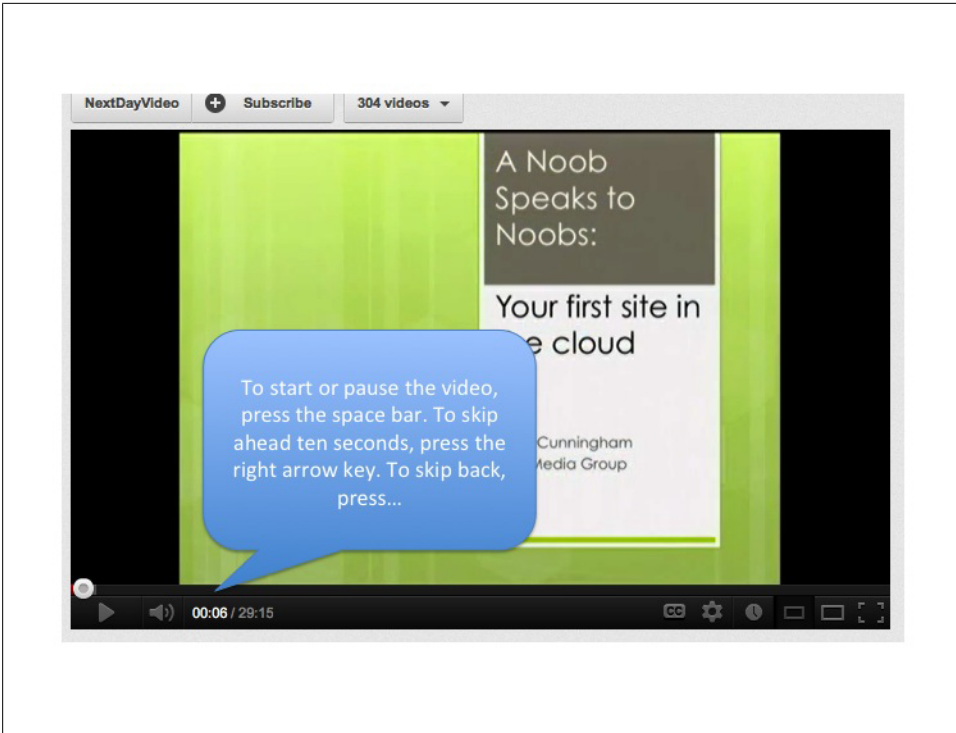 NextDayVideo
Subscribe
304 videos
A Noob
Speaks to
Noobs:
Your first site in
cloud
To start or pause the video,
press the space bar. To skip
ahead ten seconds, press the
right arrow key. To skip back,
press...
Cunningham
Media Group
00:06 / 29:15
CC